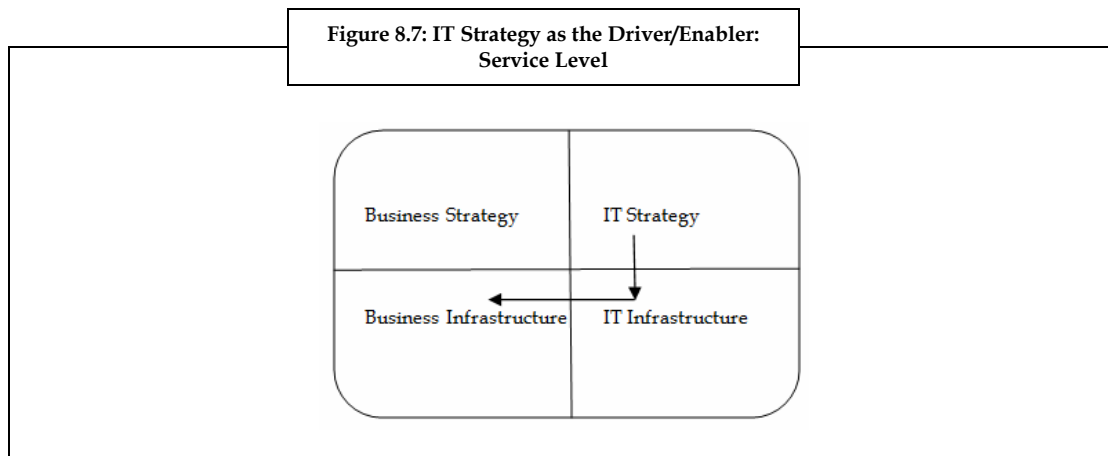 Figure 8.7: IT Strategy as the Driver/Enabler:
Service Level
Business Strategy
IT Strategy
Business Infrastructure
IT Infrastructure